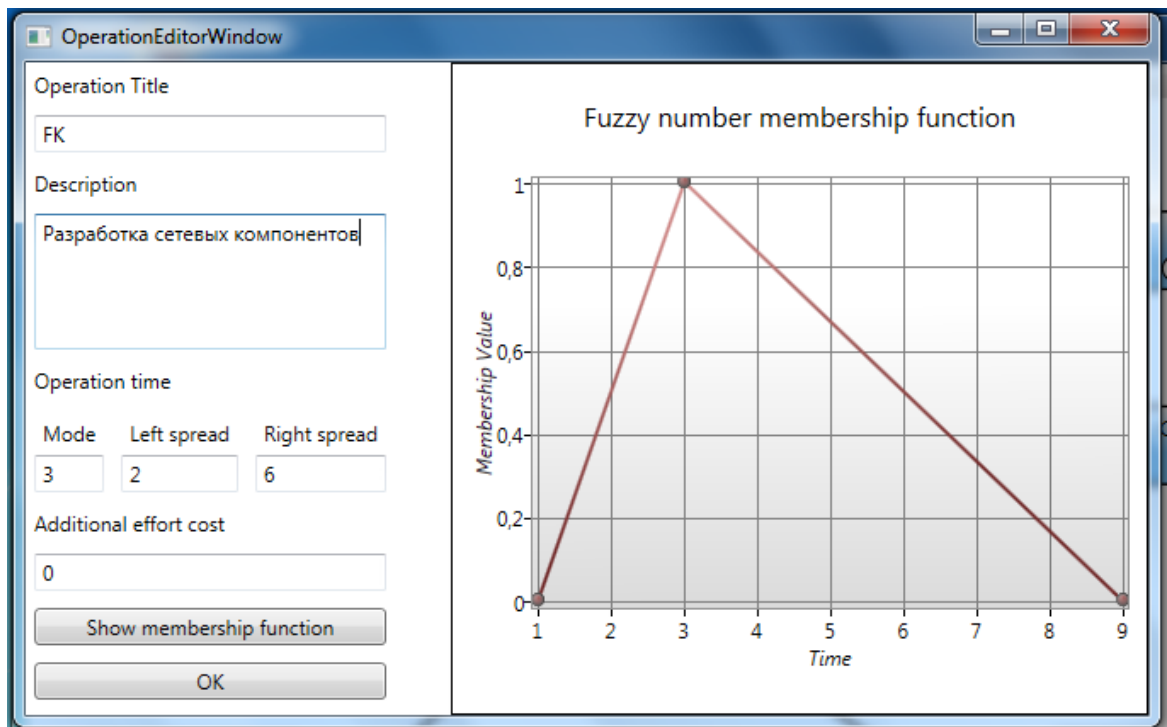 OperationEditorWindow
Operation Title
FK
Description
Разработка сетевых компонентов
Operation time
Mode Left spread Right spread
3 2 6
Additional effort cost
0
Show membership function
OK
Fuzzy number membership function
Membership Value
1
0,8
0,6
0,4
0,2
0
1 2 3 4 5 6 7 8 9
Time